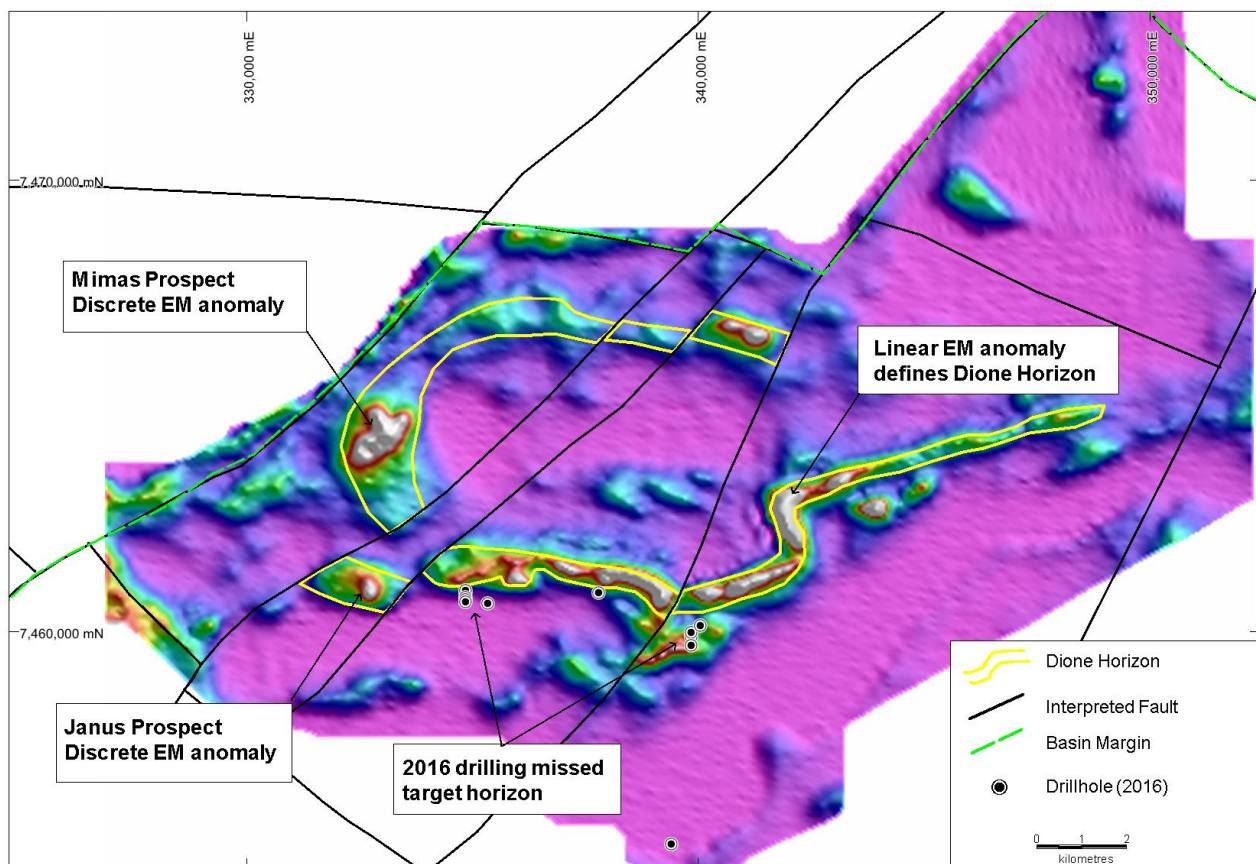 330,000 mE
340,000 mE
350,000 mE
7,470,000 mN
Mimas Prospect
Discrete EM anomaly
Linear EM anomaly
defines Dione Horizon
7,460,000 mN
Janus Prospect
Discrete EM anomaly
2016 drilling missed
target horizon
Dione Horizon
Interpreted Fault
Basin Margin
Drillhole (2016)
0 1 2
kilometres